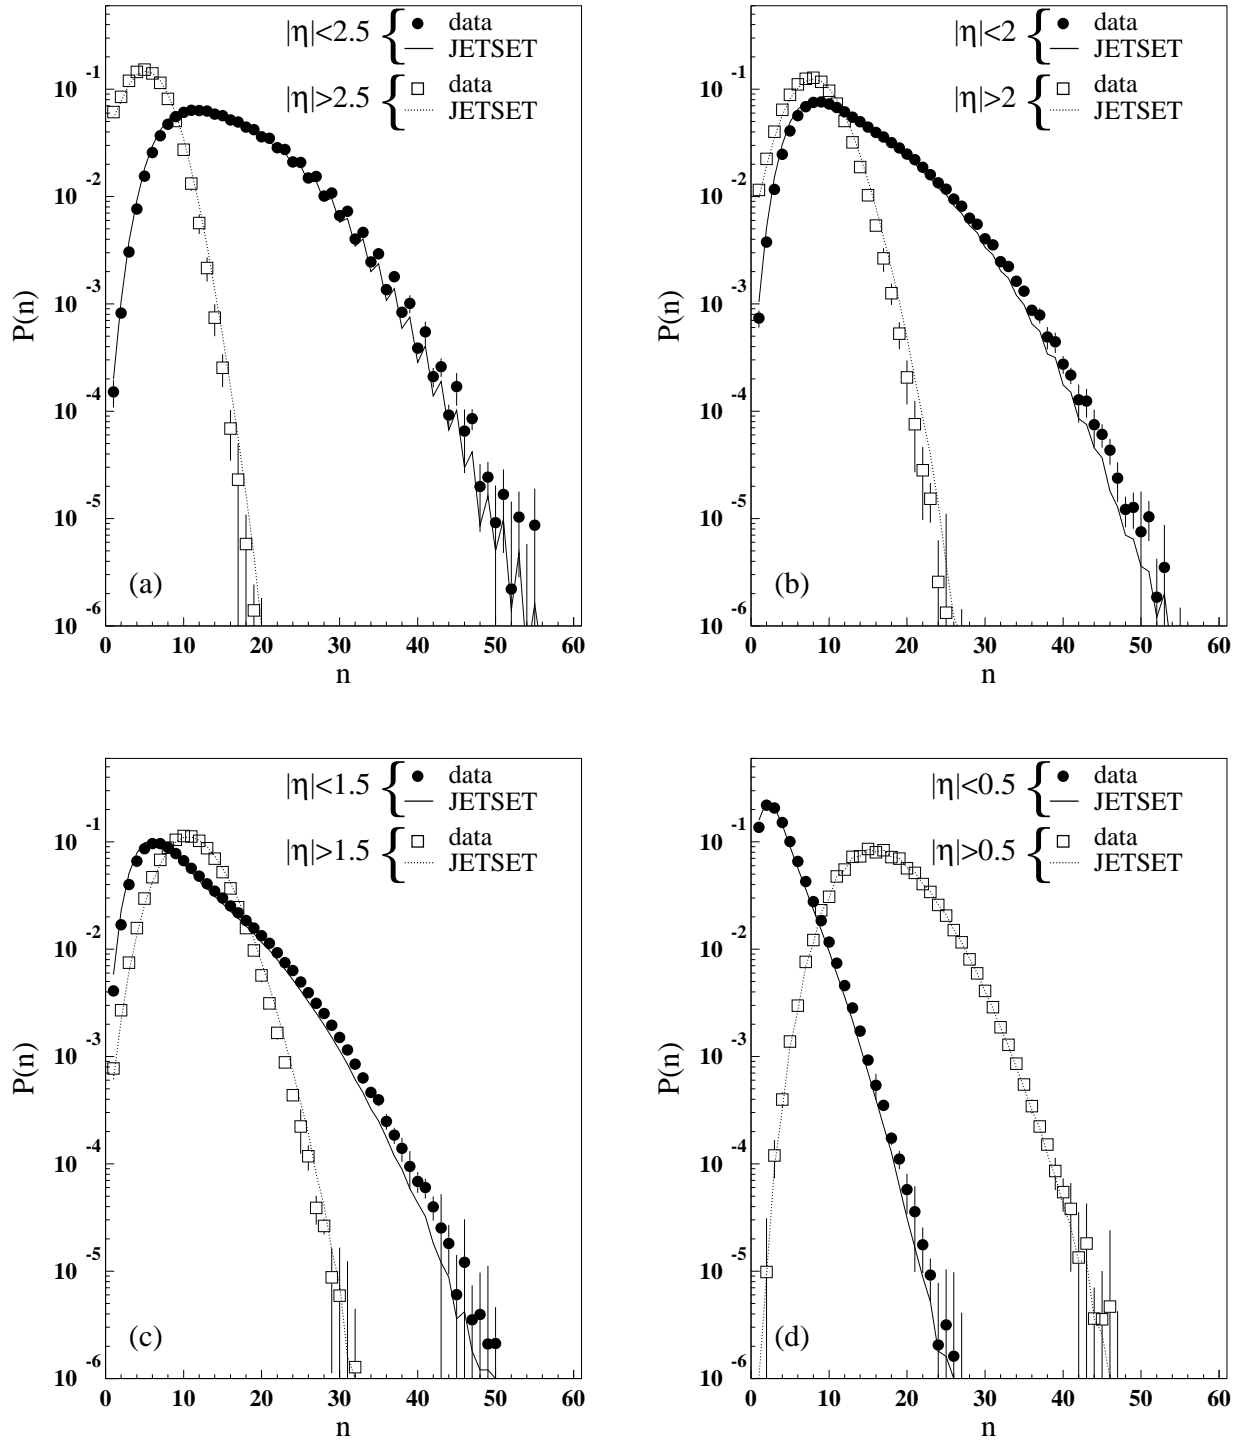 |η|<2.5 { data
JETSET
|η|>2.5 { data
JETSET
10 -1
10 -2
10 -3
10 -4
10 -5
10 -6
P(n)
(a)
0 10 20 30 40 50 60
n
|η|<2 { data
JETSET
|η|>2 { data
JETSET
10 -1
10 -2
10 -3
10 -4
10 -5
10 -6
P(n)
(b)
0 10 20 30 40 50 60
n
|η|<1.5 { data
JETSET
|η|>1.5 { data
JETSET
10 -1
10 -2
10 -3
10 -4
10 -5
10 -6
P(n)
(c)
0 10 20 30 40 50 60
n
|η|<0.5 { data
JETSET
|η|>0.5 { data
JETSET
10 -1
10 -2
10 -3
10 -4
10 -5
10 -6
P(n)
(d)
0 10 20 30 40 50 60
n